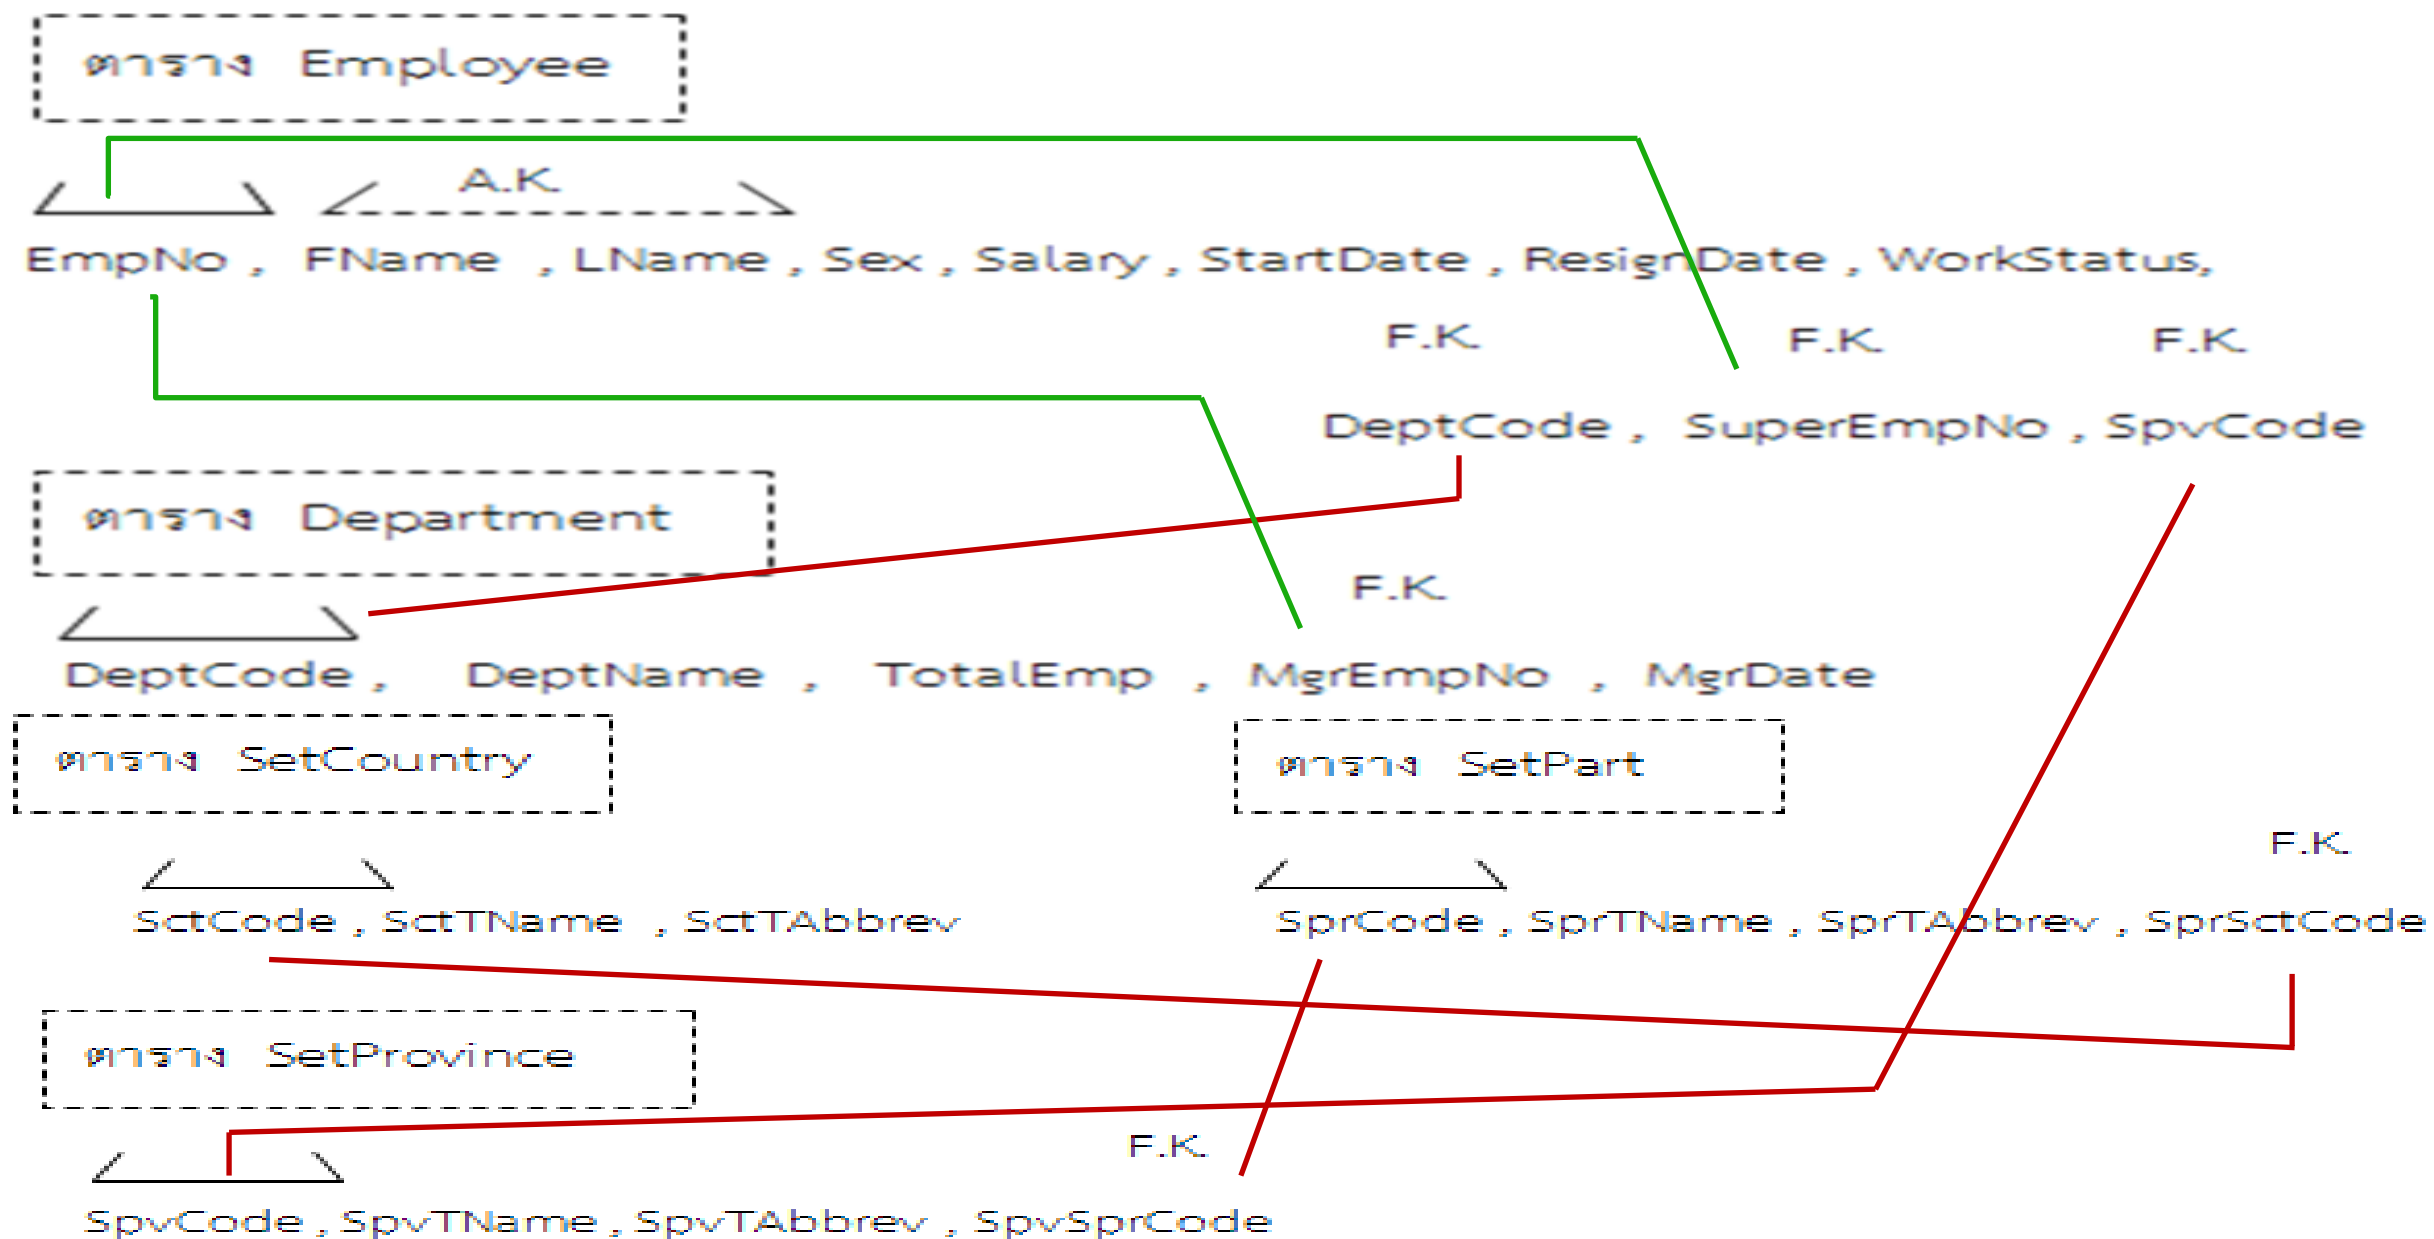 ตาราง Employee
A.K.
EmpNo , FName , LName , Sex , Salary , StartDate , ResignDate , WorkStatus,
F.K. F.K. F.K.
DeptCode , SuperEmpNo , SpvCode
ตาราง Department
F.K.
DeptCode , DeptName , TotalEmp , MgrEmpNo , MgrDate
ตาราง SetCountry
ตาราง SetPart
F.K.
SctCode , SctTName , SctTAbbrev
SprCode , SprTName , SprTAbbrev , SprSctCode
ตาราง SetProvince
F.K.
SpvCode , SpvTName , SpvTAbbrev , SpvSprCode